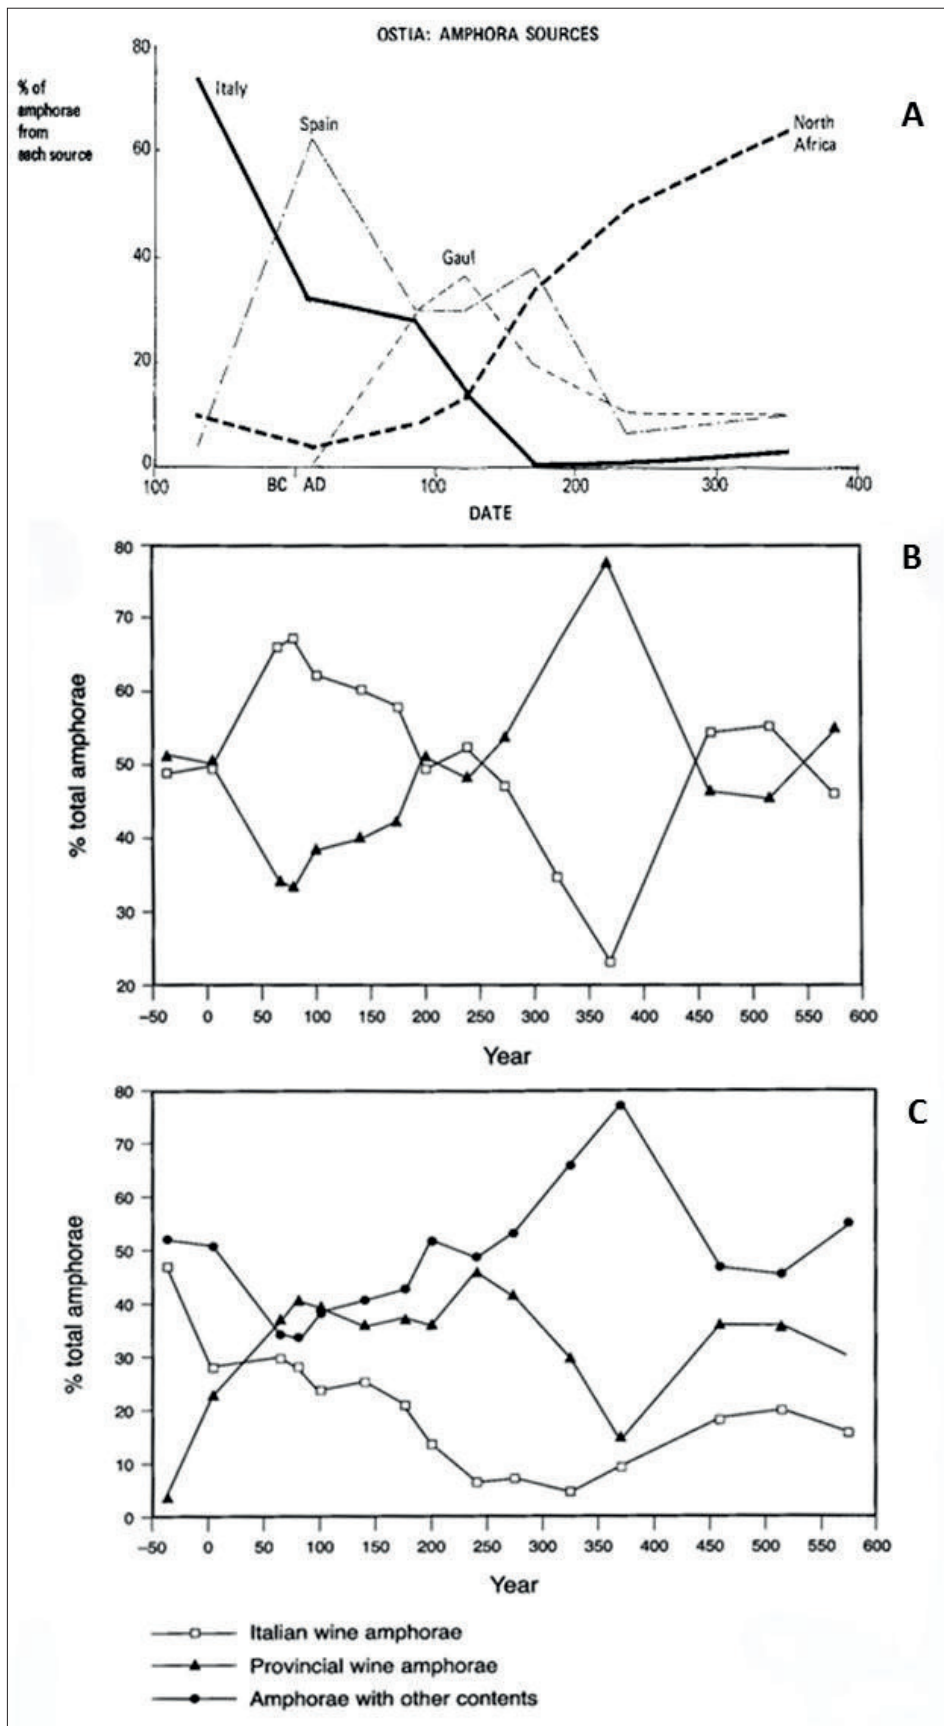 OSTIA: AMPHORA SOURCES
A
% of
amphorae
from
each source
80
60
40
20
0
Italy
Spain
Gaul
North
Africa
100
BC
AD
100
200
300
400
DATE
B
% total amphorae
80
70
60
50
40
30
20
-50
0
50
100
150
200
250
300
350
400
450
500
550
600
Year
C
% total amphorae
80
70
60
50
40
30
20
10
0
-50
0
50
100
150
200
250
300
350
400
450
500
550
600
Year
Italian wine amphorae
Provincial wine amphorae
Amphorae with other contents